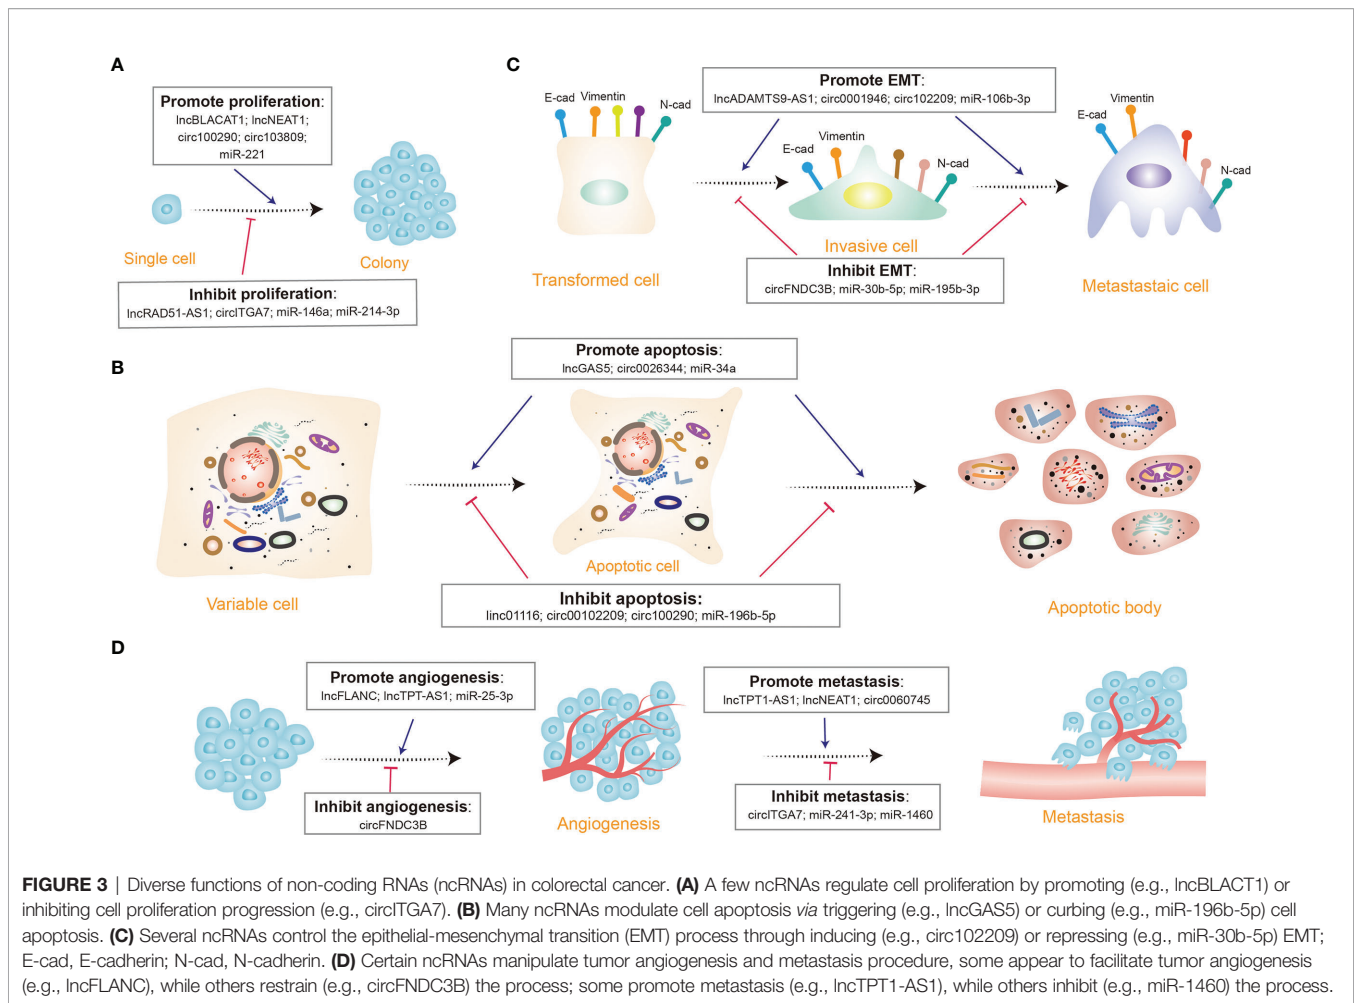 A
Promote proliferation:
lncBLACAT1; lncNEAT1;
circ100290; circ103809;
miR-221
Single cell
Colony
Inhibit proliferation:
lncRAD51-AS1; circITGA7; miR-146a; miR-214-3p
C
Promote EMT:
lncADAMTS9-AS1; circ0001946; circ102209; miR-106b-3p
E-cad
Vimentin
N-cad
Transformed cell
E-cad
Vimentin
N-cad
Invasive cell
E-cad
Vimentin
N-cad
Metastastaic cell
Inhibit EMT:
circFNDC3B; miR-30b-5p; miR-195b-3p
B
Promote apoptosis:
lncGAS5; circ0026344; miR-34a
Variable cell
Apoptotic cell
Apoptotic body
Inhibit apoptosis:
linc01116; circ00102209; circ100290; miR-196b-5p
D
Promote angiogenesis:
lncFLANC; lncTPT-AS1; miR-25-3p
Inhibit angiogenesis:
circFNDC3B
Angiogenesis
Promote metastasis:
lncTPT1-AS1; lncNEAT1; circ0060745
Inhibit metastasis:
circITGA7; miR-241-3p; miR-1460
Metastasis
FIGURE 3 | Diverse functions of non-coding RNAs (ncRNAs) in colorectal cancer. (A) A few ncRNAs regulate cell proliferation by promoting (e.g., lncBLACT1) or
inhibiting cell proliferation progression (e.g., circITGA7). (B) Many ncRNAs modulate cell apoptosis via triggering (e.g., lncGAS5) or curbing (e.g., miR-196b-5p) cell
apoptosis. (C) Several ncRNAs control the epithelial-mesenchymal transition (EMT) process through inducing (e.g., circ102209) or repressing (e.g., miR-30b-5p) EMT;
E-cad, E-cadherin; N-cad, N-cadherin. (D) Certain ncRNAs manipulate tumor angiogenesis and metastasis procedure, some appear to facilitate tumor angiogenesis
(e.g., lncFLANC), while others restrain (e.g., circFNDC3B) the process; some promote metastasis (e.g., lncTPT1-AS1), while others inhibit (e.g., miR-1460) the process.